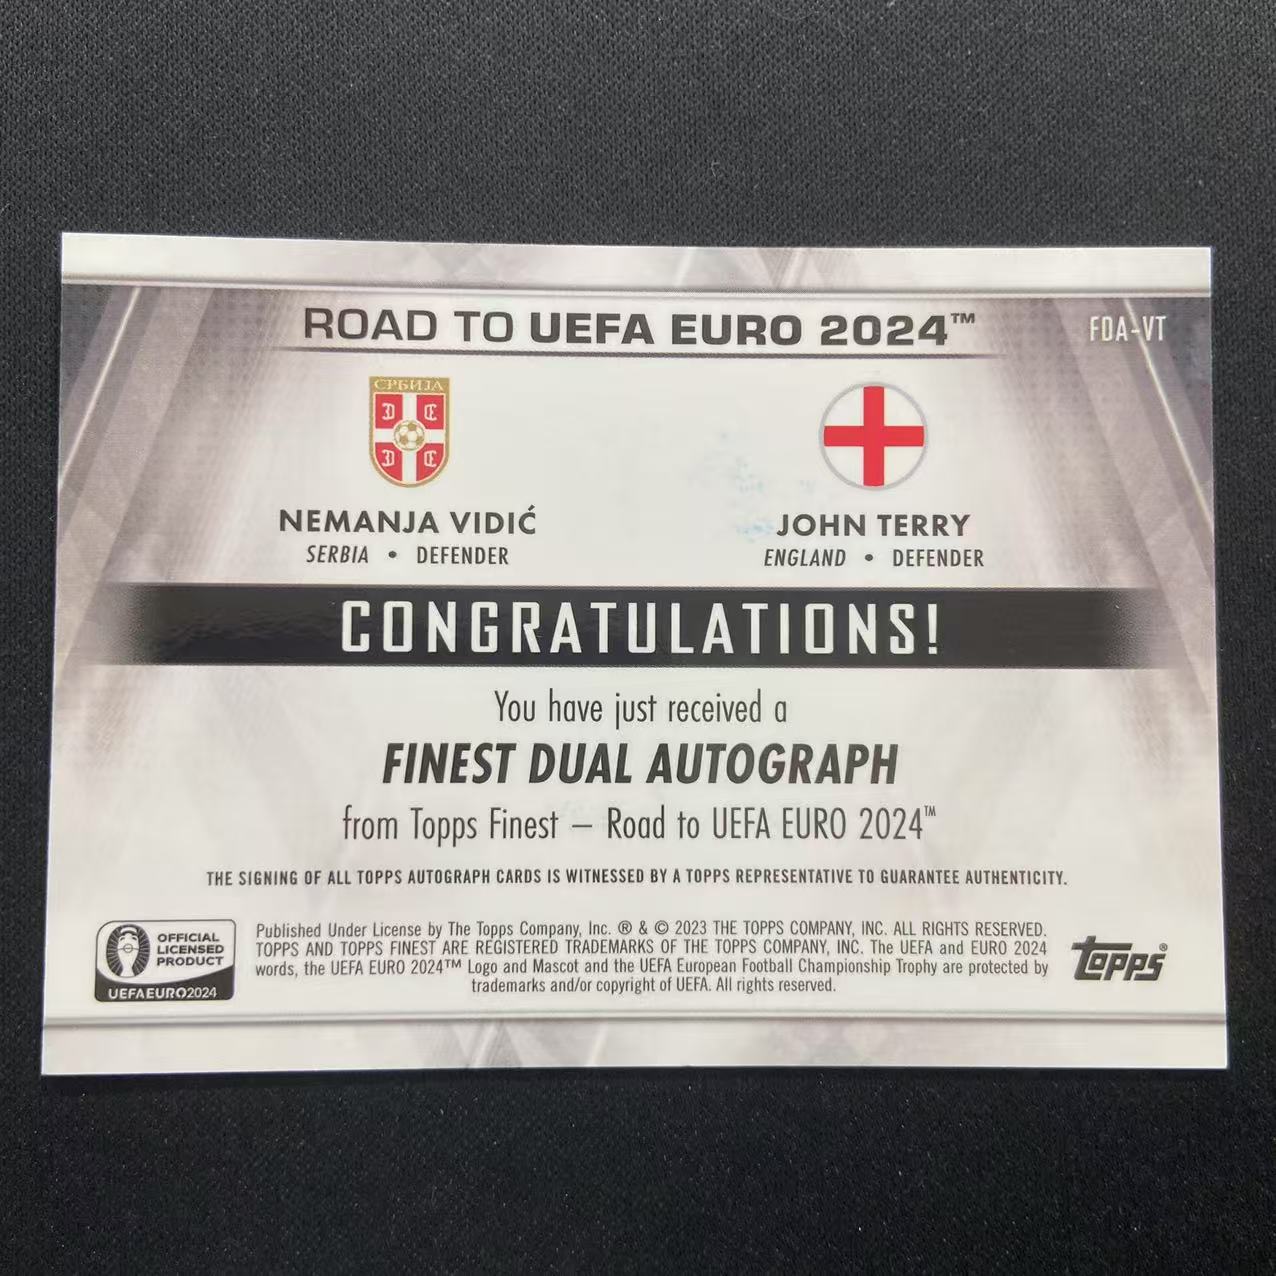 ROAD TO UEFA EURO 2024™
FDA-VT
СРБИЈА
NEMANJA VIDIĆ
SERBIA • DEFENDER
JOHN TERRY
ENGLAND • DEFENDER
CONGRATULATIONS!
You have just received a
FINEST DUAL AUTOGRAPH
from Topps Finest – Road to UEFA EURO 2024™
THE SIGNING OF ALL TOPPS AUTOGRAPH CARDS IS WITNESSED BY A TOPPS REPRESENTATIVE TO GUARANTEE AUTHENTICITY.
OFFICIAL
LICENSED
PRODUCT
UEFAEURO2024
Published Under License by The Topps Company, Inc. ® & © 2023 THE TOPPS COMPANY, INC. ALL RIGHTS RESERVED.
TOPPS AND TOPPS FINEST ARE REGISTERED TRADEMARKS OF THE TOPPS COMPANY, INC. The UEFA and EURO 2024
words, the UEFA EURO 2024™ Logo and Mascot and the UEFA European Football Championship Trophy are protected by
trademarks and/or copyright of UEFA. All rights reserved.
topps®